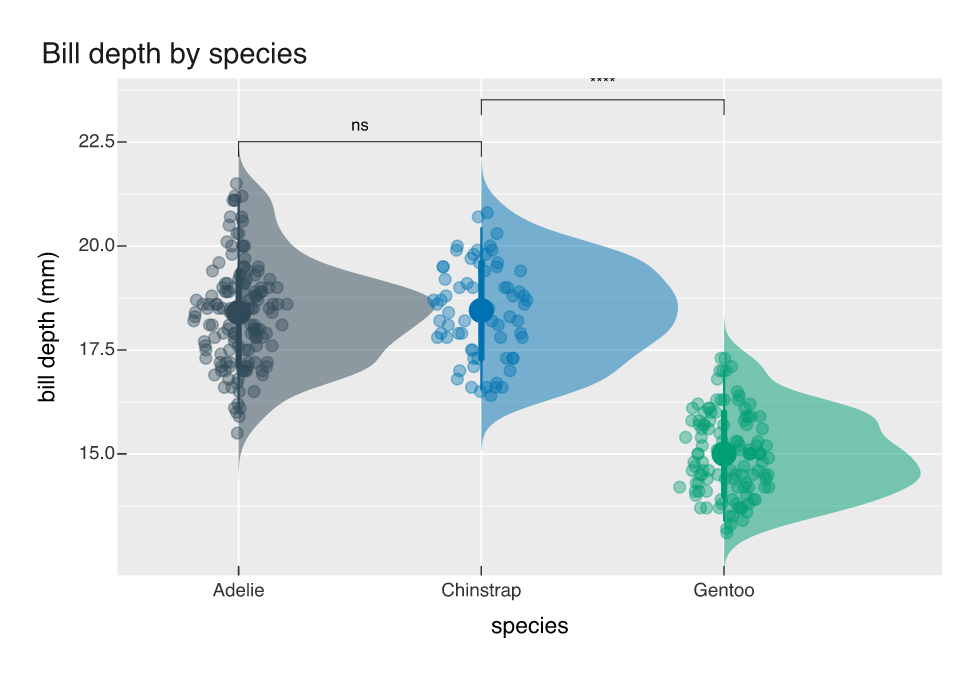 Bill depth by species
****
ns
22.5
20.0
17.5
15.0
bill depth (mm)
Adelie Chinstrap Gentoo
species